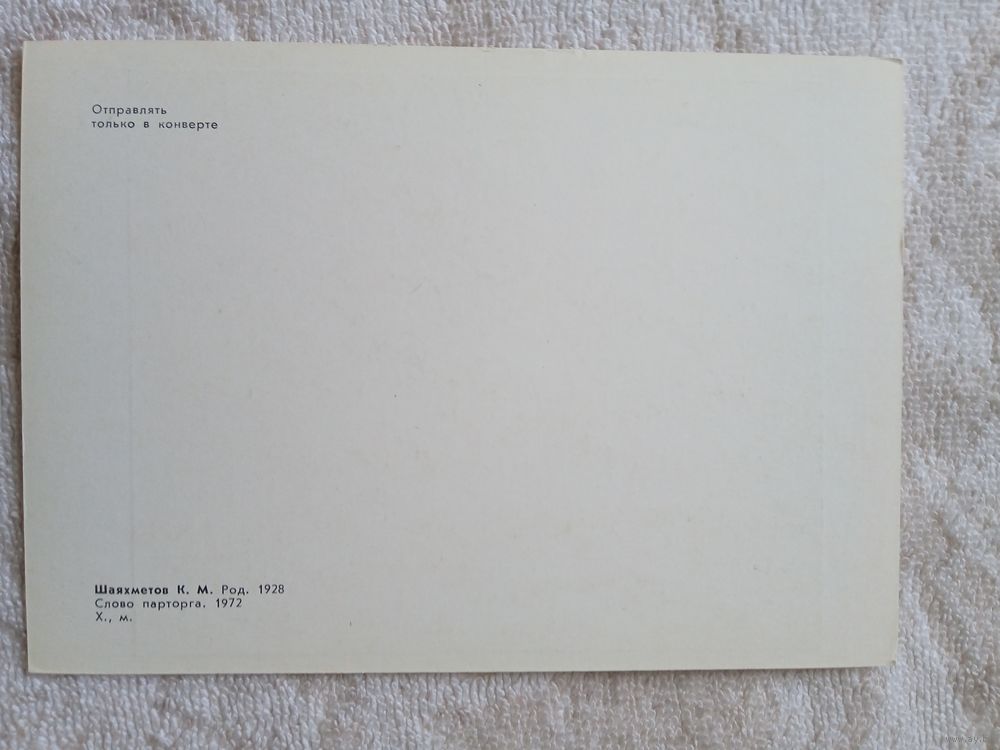 Отправлять
только в конверте
Шаяхметов К. М. Род. 1928
Слово парторга. 1972
Х., м.